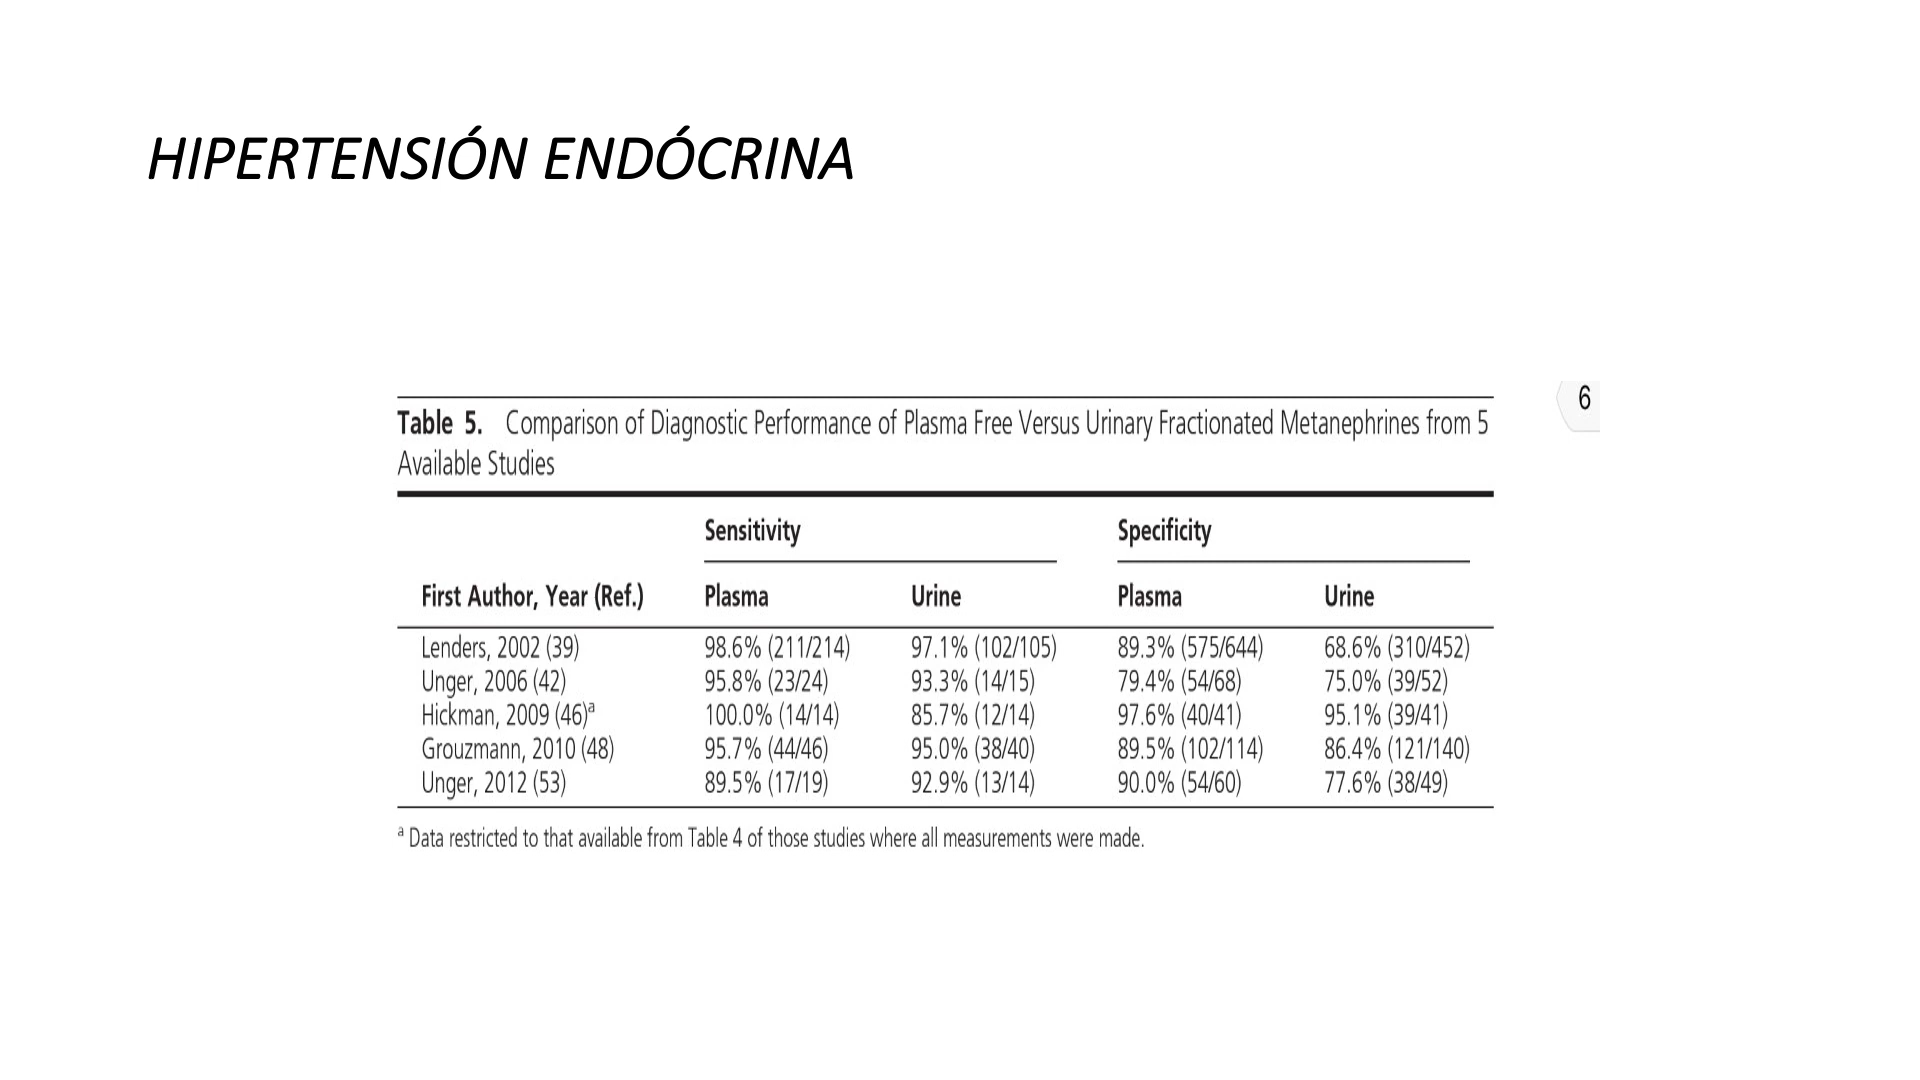 HIPERTENSIÓN ENDÓCRINA
6
Table 5. Comparison of Diagnostic Performance of Plasma Free Versus Urinary Fractionated Metanephrines from 5
Available Studies
Sensitivity Specificity
First Author, Year (Ref.) Plasma Urine Plasma Urine
Lenders, 2002 (39) 98.6% (211/214) 97.1% (102/105) 89.3% (575/644) 68.6% (310/452)
Unger, 2006 (42) 95.8% (23/24) 93.3% (14/15) 79.4% (54/68) 75.0% (39/52)
Hickman, 2009 (46)ª 100.0% (14/14) 85.7% (12/14) 97.6% (40/41) 95.1% (39/41)
Grouzmann, 2010 (48) 95.7% (44/46) 95.0% (38/40) 89.5% (102/114) 86.4% (121/140)
Unger, 2012 (53) 89.5% (17/19) 92.9% (13/14) 90.0% (54/60) 77.6% (38/49)
ª Data restricted to that available from Table 4 of those studies where all measurements were made.